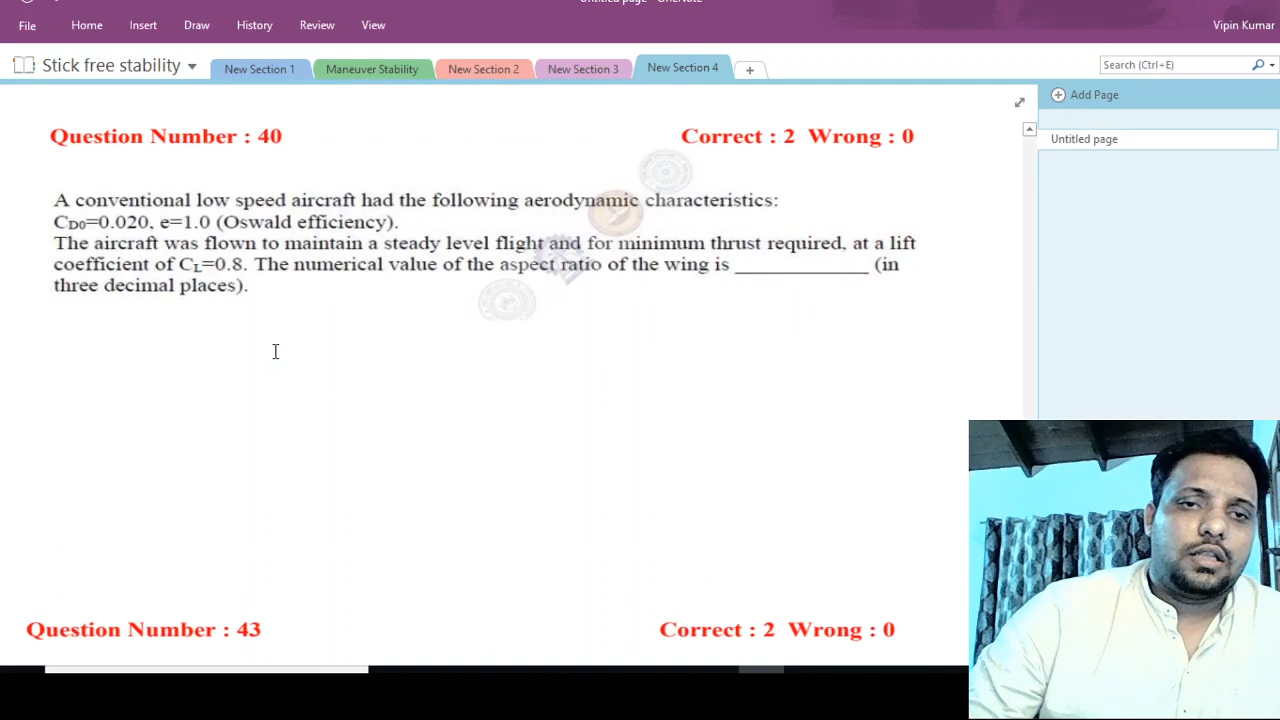 Untitled page - OneNote
File Home Insert Draw History Review View Vipin Kumar
Stick free stability New Section 1 Maneuver Stability New Section 2 New Section 3 New Section 4 Search (Ctrl+E)
Add Page
Untitled page
Question Number : 40 Correct : 2 Wrong : 0
A conventional low speed aircraft had the following aerodynamic characteristics:
CD0=0.020, e=1.0 (Oswald efficiency).
The aircraft was flown to maintain a steady level flight and for minimum thrust required, at a lift
coefficient of CL=0.8. The numerical value of the aspect ratio of the wing is _____________ (in
three decimal places).
Question Number : 43 Correct : 2 Wrong : 0